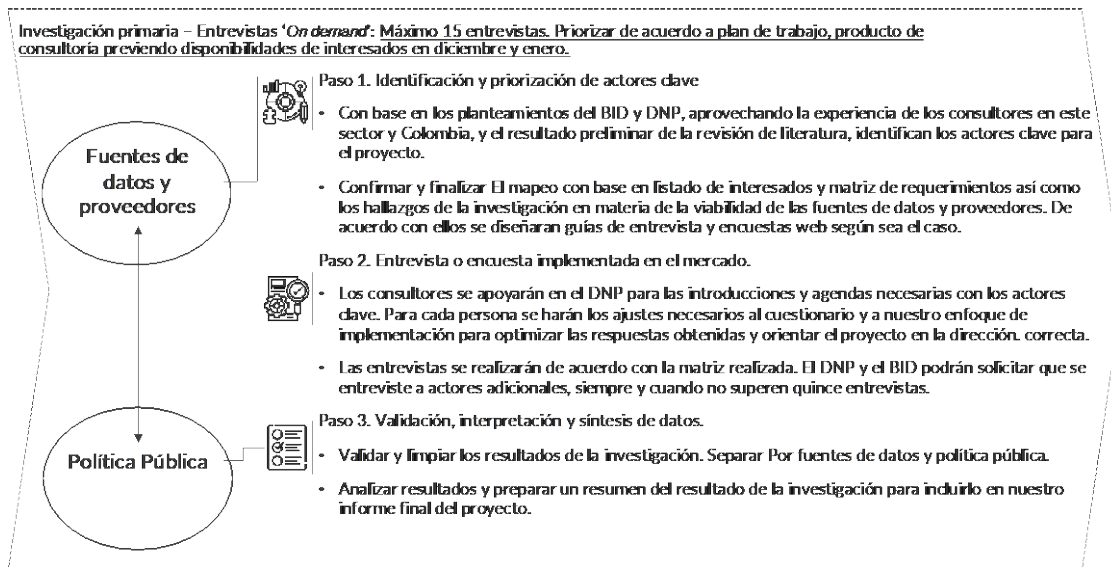 Investigación primaria – Entrevistas ‘On demand’: Máximo 15 entrevistas. Priorizar de acuerdo a plan de trabajo, producto de
consultoría previendo disponibilidades de interesados en diciembre y enero.
Paso 1. Identificación y priorización de actores clave
• Con base en los planteamientos del BID y DNP, aprovechando la experiencia de los consultores en este
sector y Colombia, y el resultado preliminar de la revisión de literatura, identifican los actores clave para
el proyecto.
Fuentes de
datos y
proveedores
• Confirmar y finalizar El mapeo con base en listado de interesados y matriz de requerimientos así como
los hallazgos de la investigación en materia de la viabilidad de las fuentes de datos y proveedores. De
acuerdo con ellos se diseñaran guías de entrevista y encuestas web según sea el caso.
Paso 2. Entrevista o encuesta implementada en el mercado.
• Los consultores se apoyarán en el DNP para las introducciones y agendas necesarias con los actores
clave. Para cada persona se harán los ajustes necesarios al cuestionario y a nuestro enfoque de
implementación para optimizar las respuestas obtenidas y orientar el proyecto en la dirección. correcta.
• Las entrevistas se realizarán de acuerdo con la matriz realizada. El DNP y el BID podrán solicitar que se
entreviste a actores adicionales, siempre y cuando no superen quince entrevistas.
Paso 3. Validación, interpretación y síntesis de datos.
Política Pública
• Validar y limpiar los resultados de la investigación. Separar Por fuentes de datos y política pública.
• Analizar resultados y preparar un resumen del resultado de la investigación para incluirlo en nuestro
informe final del proyecto.